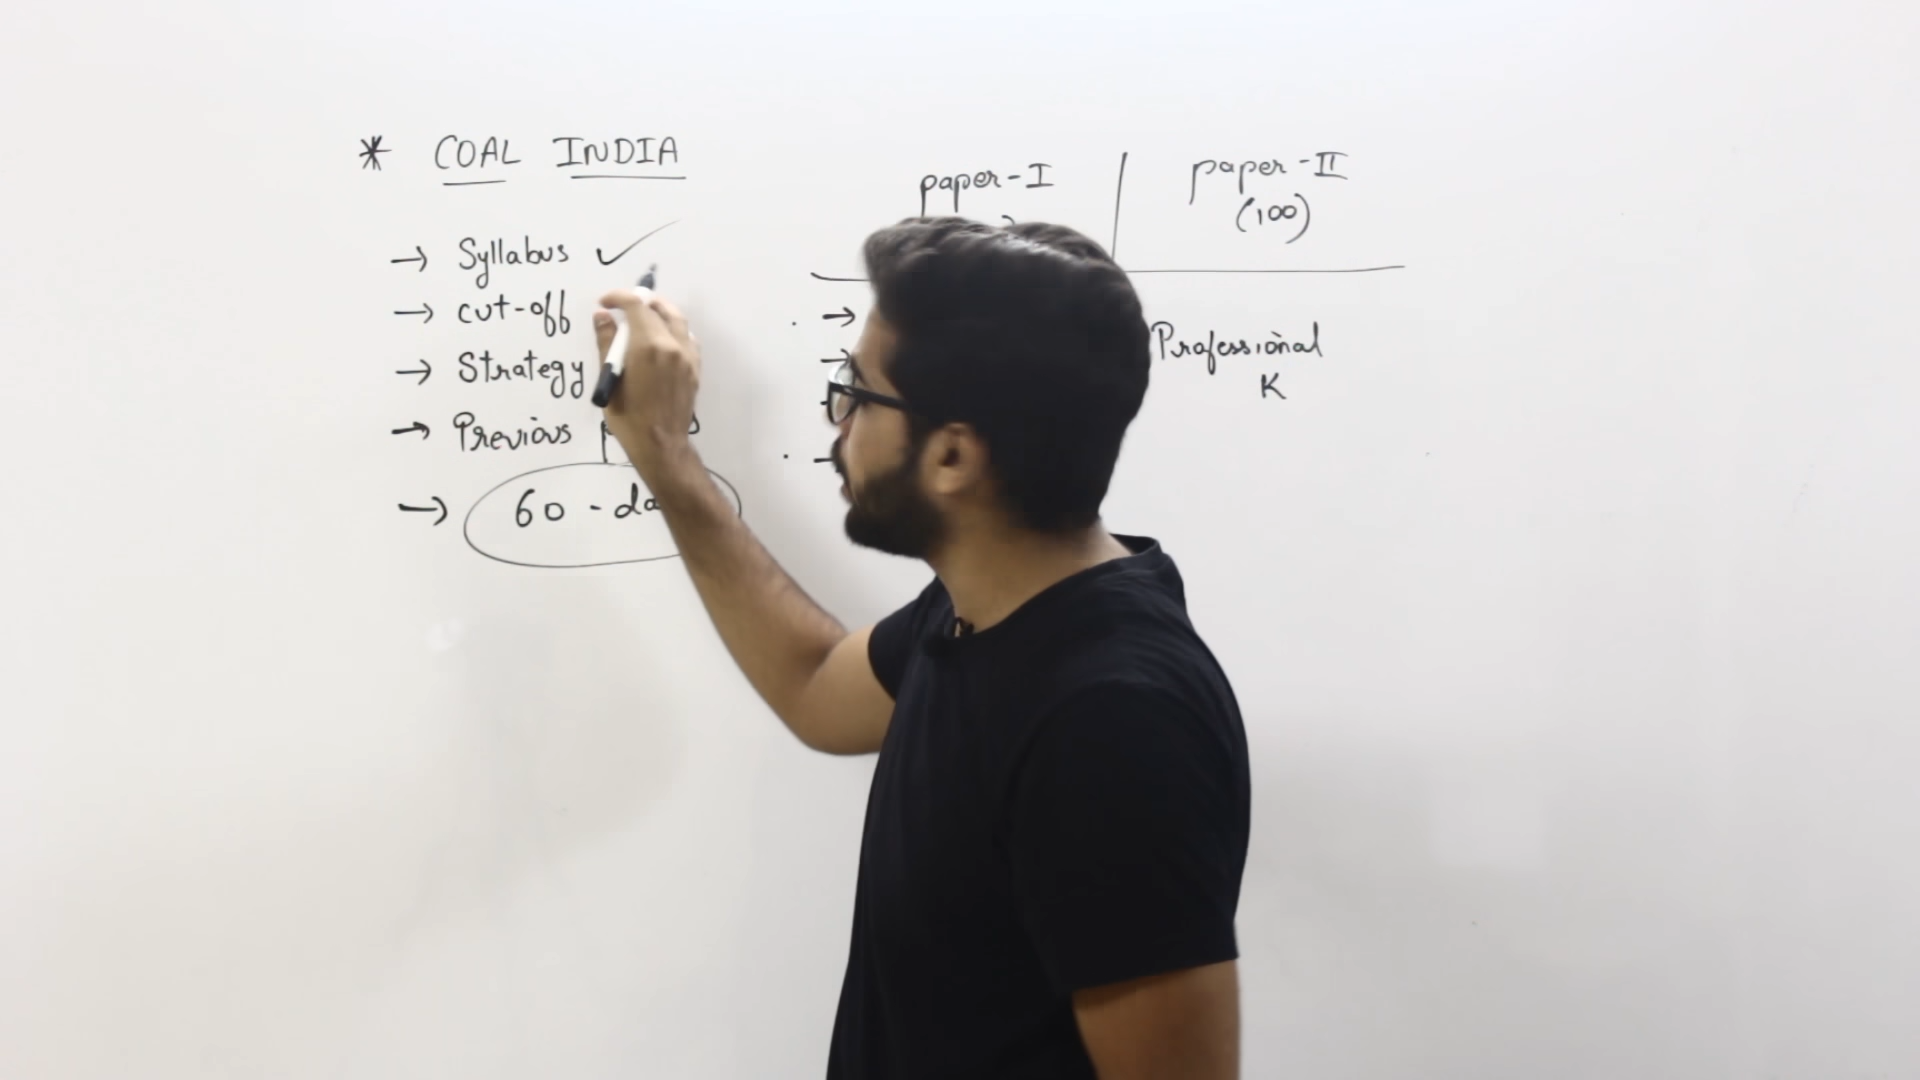 * COAL INDIA
→ Syllabus ✓
→ cut-off
→ Strategy
→ Previous
→ 60 -
paper-I
paper-II
(100)
→
→
Professional
K